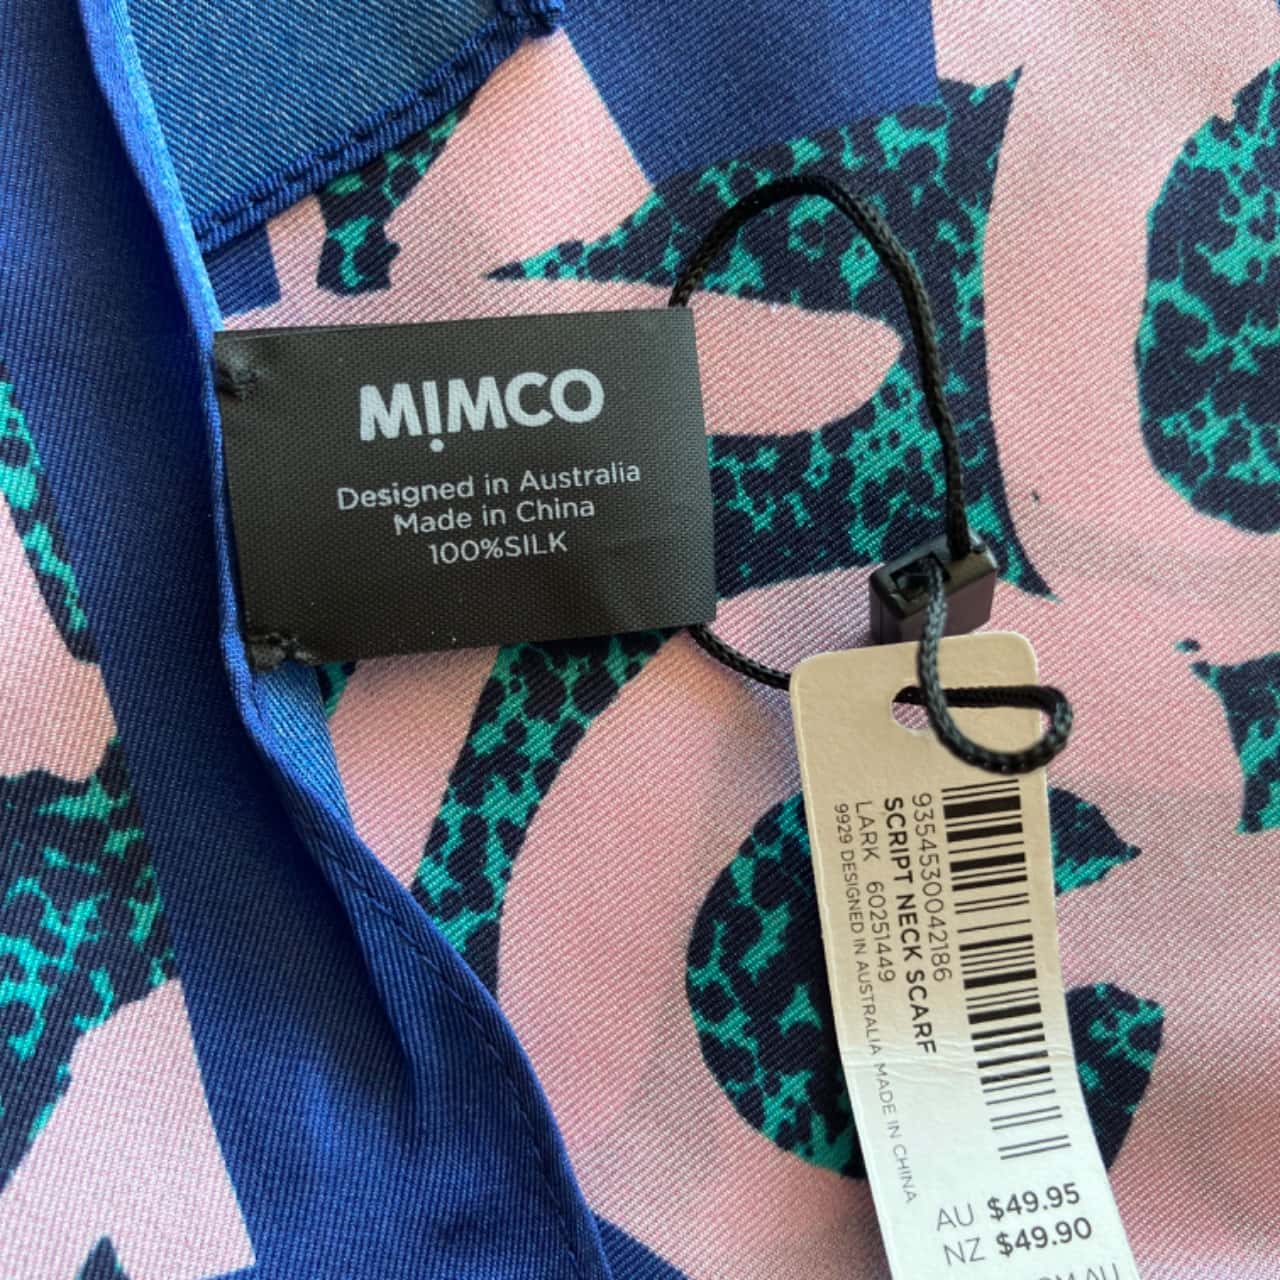 MIMCO
Designed in Australia
Made in China
100%SILK
9354530042186
SCRIPT NECK SCARF
LARK 60251449
9929 DESIGNED IN AUSTRALIA MADE IN CHINA
AU $49.95
NZ $49.90